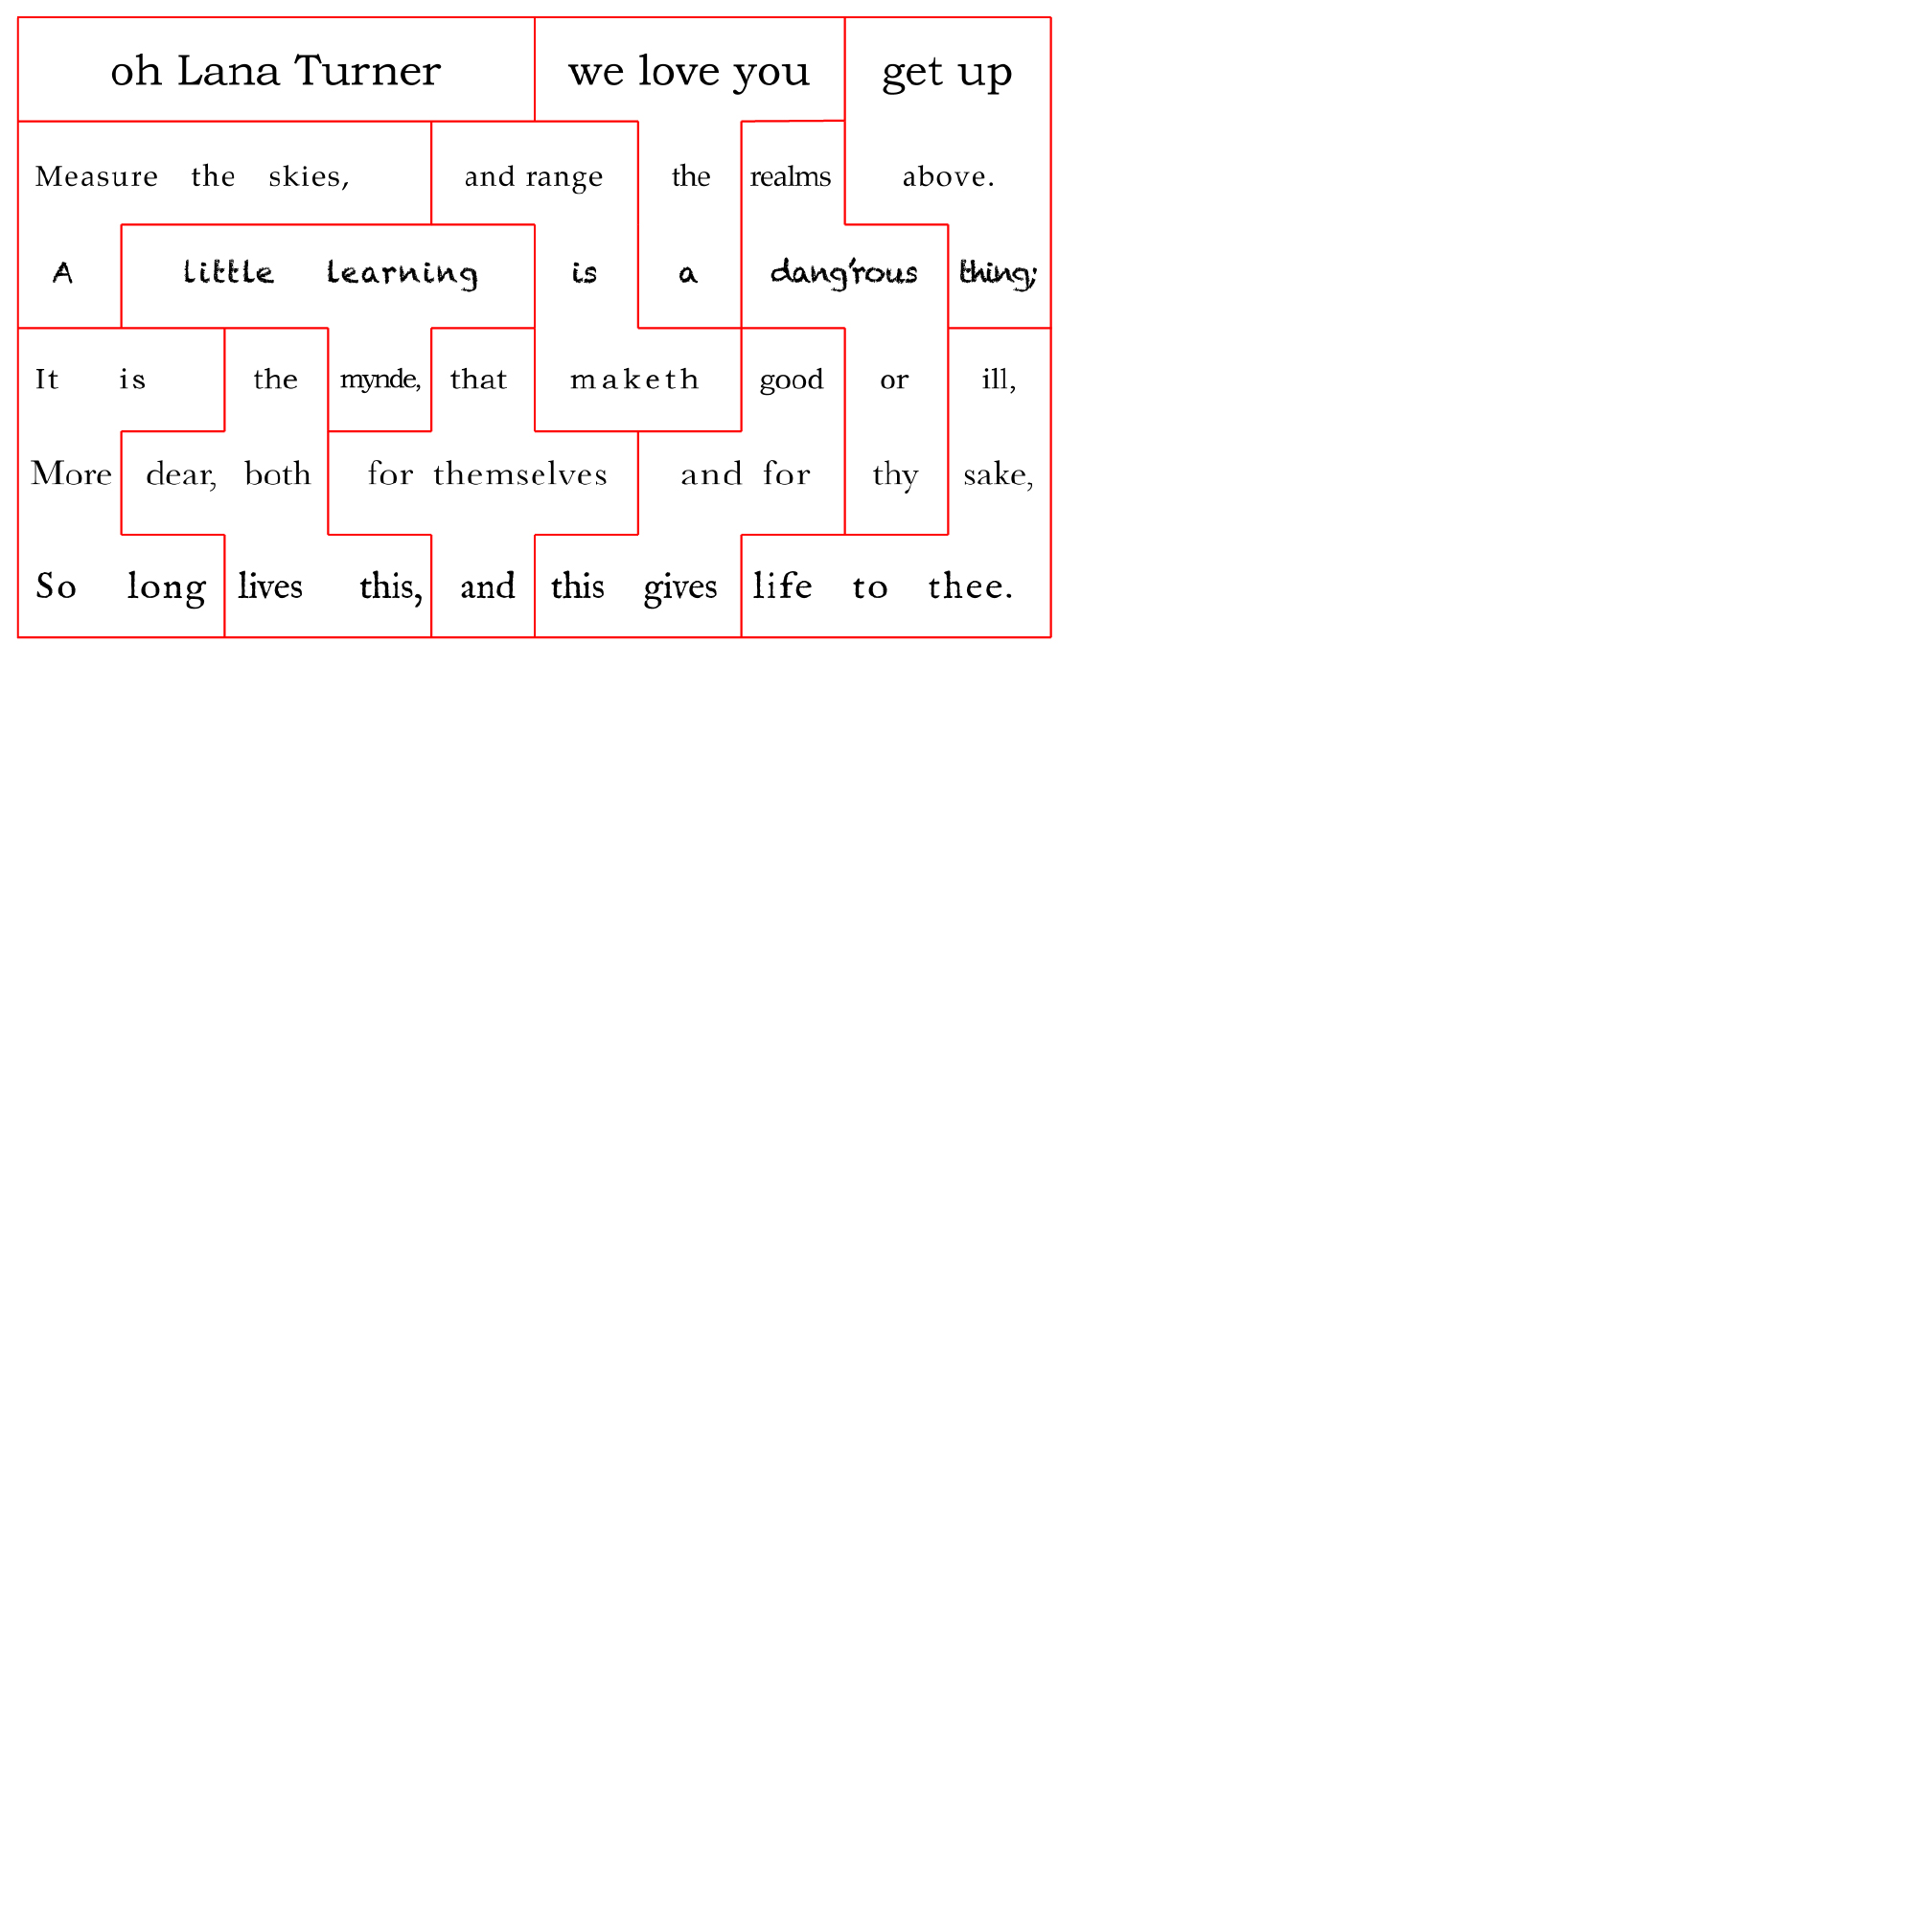 oh Lana Turner we love you get up
Measure the skies, and range the realms above.
A little learning is a dang'rous thing;
It is the mynde, that maketh good or ill,
More dear, both for themselves and for thy sake,
So long lives this, and this gives life to thee.